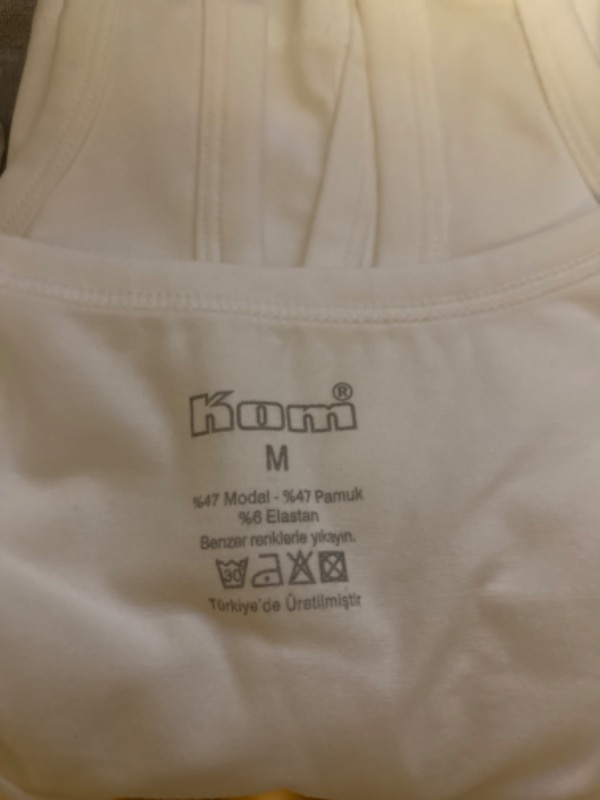 Kom®
M
%47 Modal - %47 Pamuk
%6 Elastan
Benzer renklerle yıkayın.
30
Türkiye'de Üretilmiştir